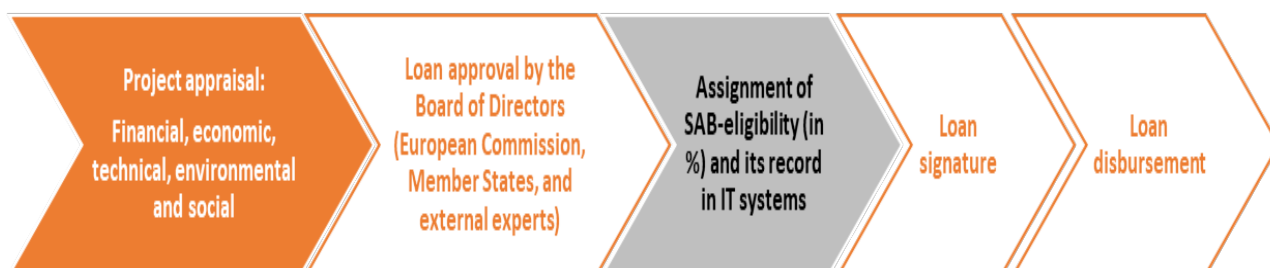 Project appraisal:
Financial, economic,
technical, environmental
and social
Loan approval by the
Board of Directors
(European Commission,
Member States, and
external experts)
Assignment of
SAB-eligibility (in
%) and its record
in IT systems
Loan
signature
Loan
disbursement